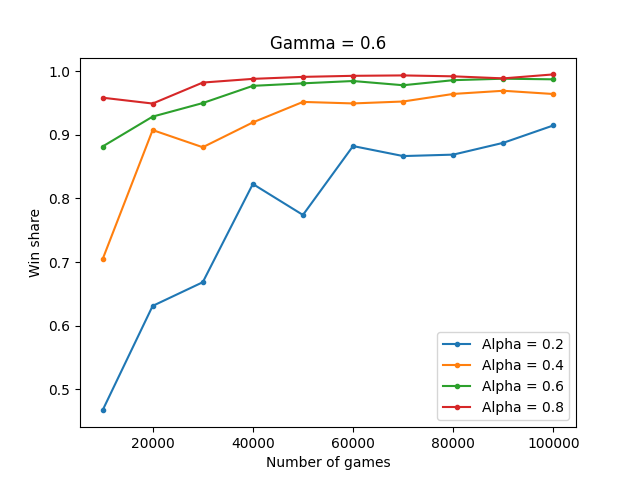 Gamma = 0.6
Win share
1.0
0.9
0.8
0.7
0.6
0.5
20000
40000
60000
80000
100000
Number of games
Alpha = 0.2
Alpha = 0.4
Alpha = 0.6
Alpha = 0.8